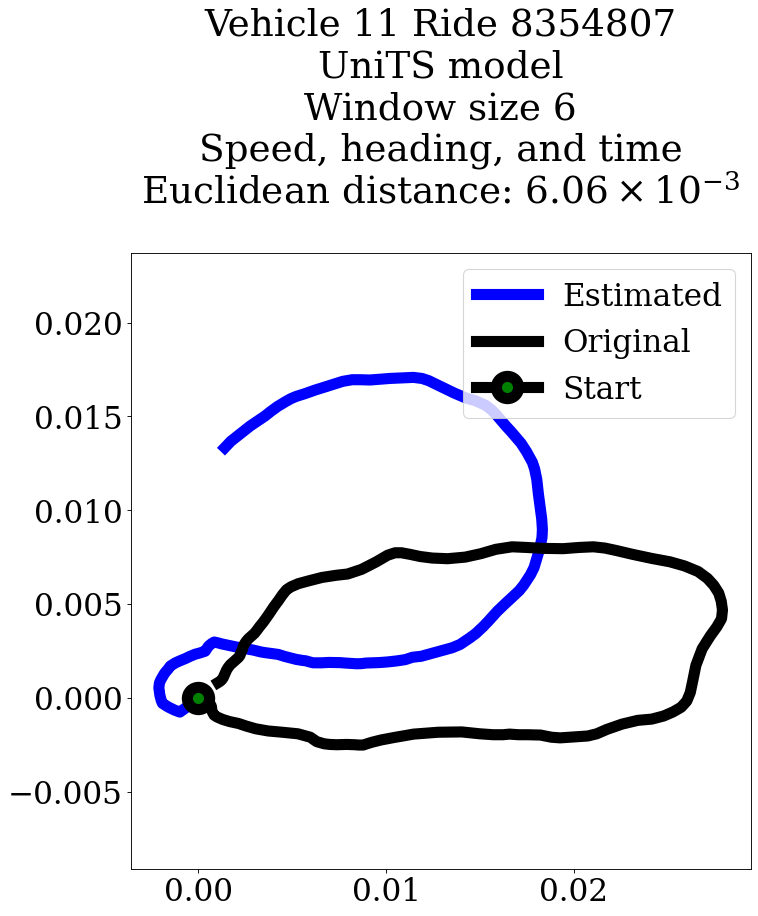 Vehicle 11 Ride 8354807
UniTS model
Window size 6
Speed, heading, and time
Euclidean distance: 6.06 × 10⁻³
Estimated
Original
Start
0.020
0.015
0.010
0.005
0.000
−0.005
0.00 0.01 0.02